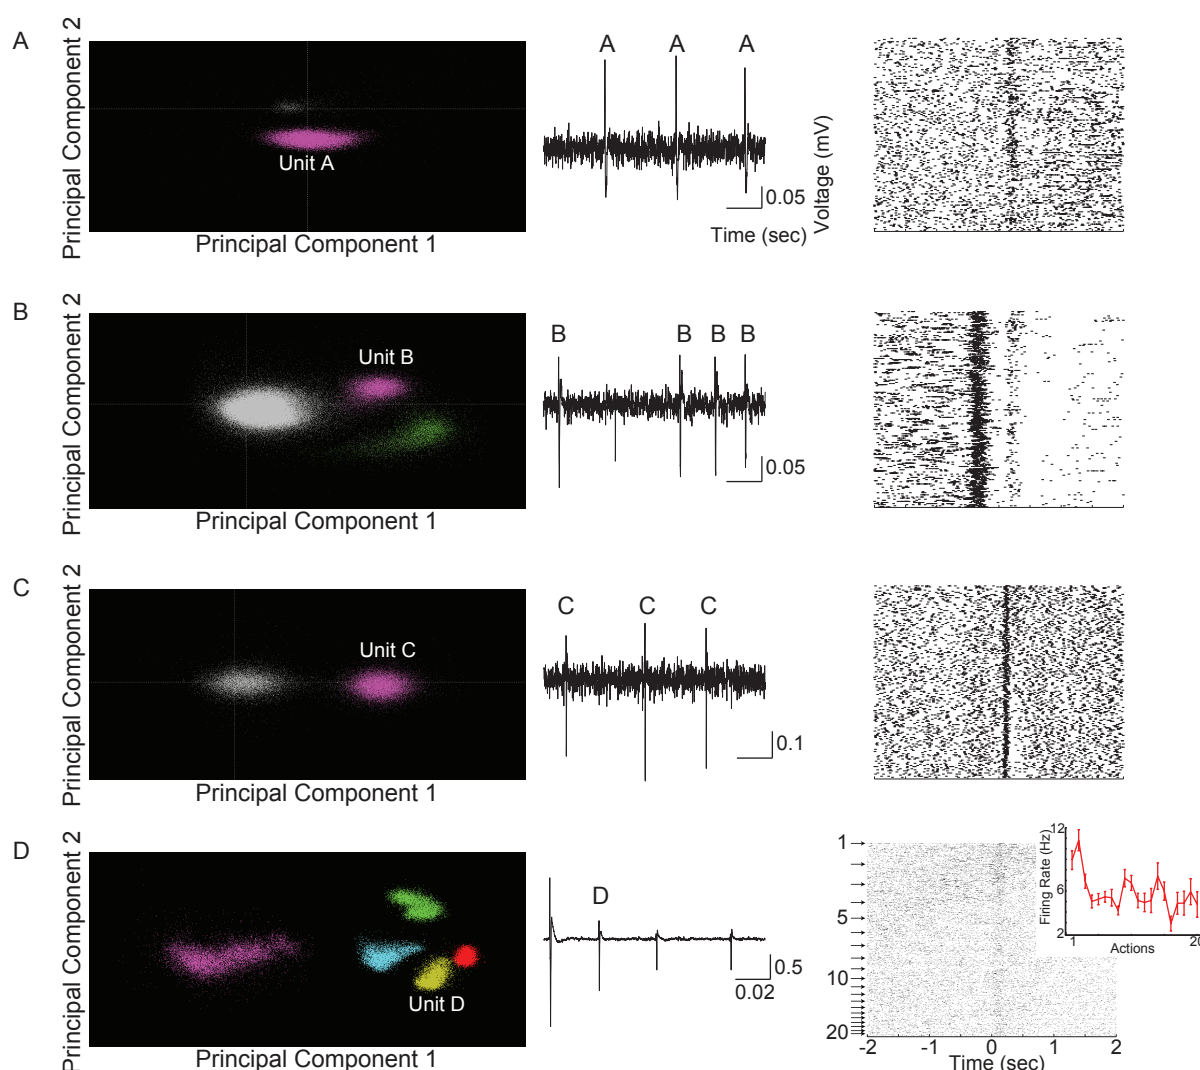 A
Principal Component 2
Unit A
Principal Component 1
A A A
0.05
Time (sec)
Voltage (mV)
B
Principal Component 2
Unit B
Principal Component 1
B B B B
0.05
C
Principal Component 2
Unit C
Principal Component 1
C C C
0.1
D
Principal Component 2
Unit D
Principal Component 1
D
0.5
0.02
1
5
10
20
-2 -1 0 1 2
Time (sec)
12
6
2
Firing Rate (Hz)
1 20
Actions